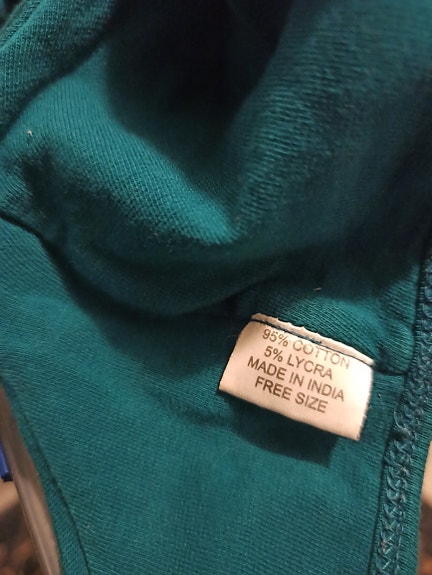 95% COTTON
5% LYCRA
MADE IN INDIA
FREE SIZE